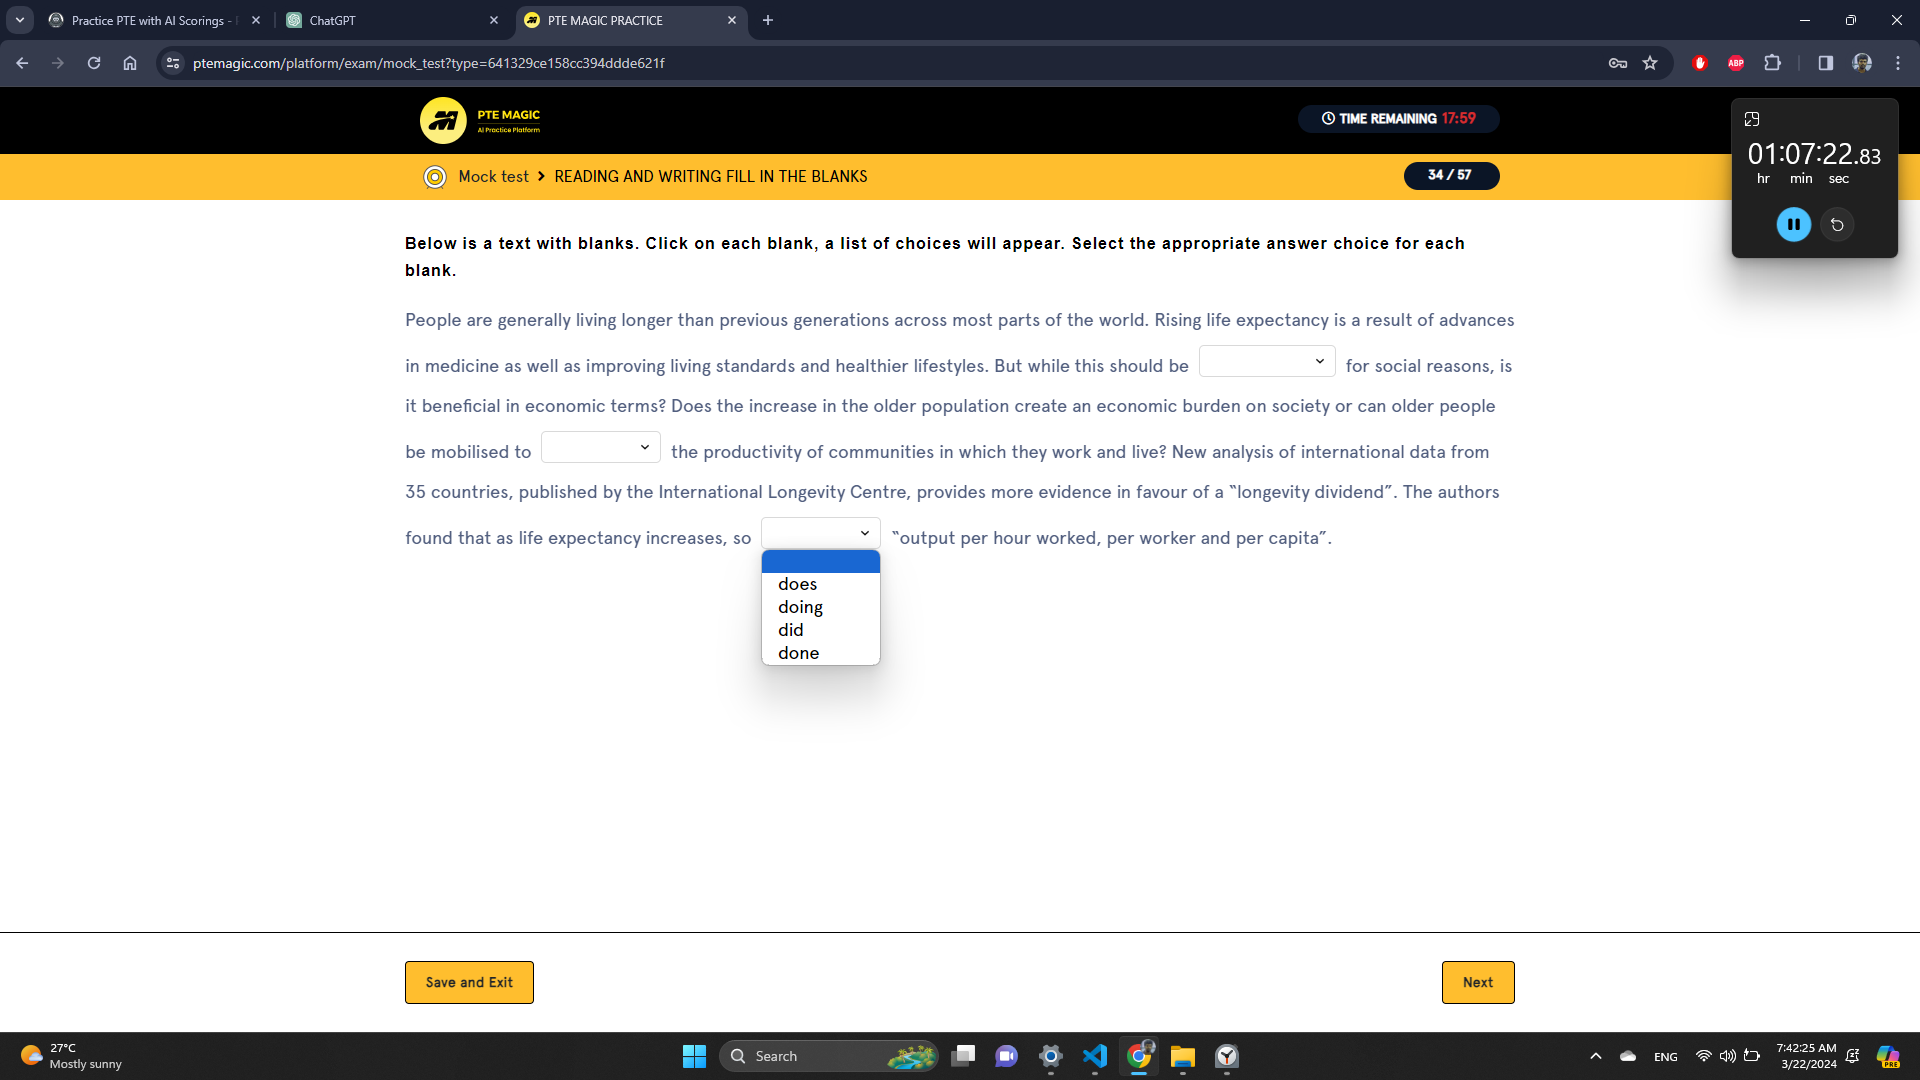 Practice PTE with AI Scorings -
ChatGPT
PTE MAGIC PRACTICE
ptemagic.com/platform/exam/mock_test?type=641329ce158cc394ddde621f
ABP
PTE MAGIC
AI Practice Platform
TIME REMAINING 17:59
01:07:22.83
hr min sec
Mock test > READING AND WRITING FILL IN THE BLANKS
34 / 57
Below is a text with blanks. Click on each blank, a list of choices will appear. Select the appropriate answer choice for each
blank.
People are generally living longer than previous generations across most parts of the world. Rising life expectancy is a result of advances
in medicine as well as improving living standards and healthier lifestyles. But while this should be for social reasons, is
it beneficial in economic terms? Does the increase in the older population create an economic burden on society or can older people
be mobilised to the productivity of communities in which they work and live? New analysis of international data from
35 countries, published by the International Longevity Centre, provides more evidence in favour of a “longevity dividend”. The authors
found that as life expectancy increases, so “output per hour worked, per worker and per capita”.
does
doing
did
done
Save and Exit
Next
27°C
Mostly sunny
Search
ENG
7:42:25 AM
3/22/2024
PRE